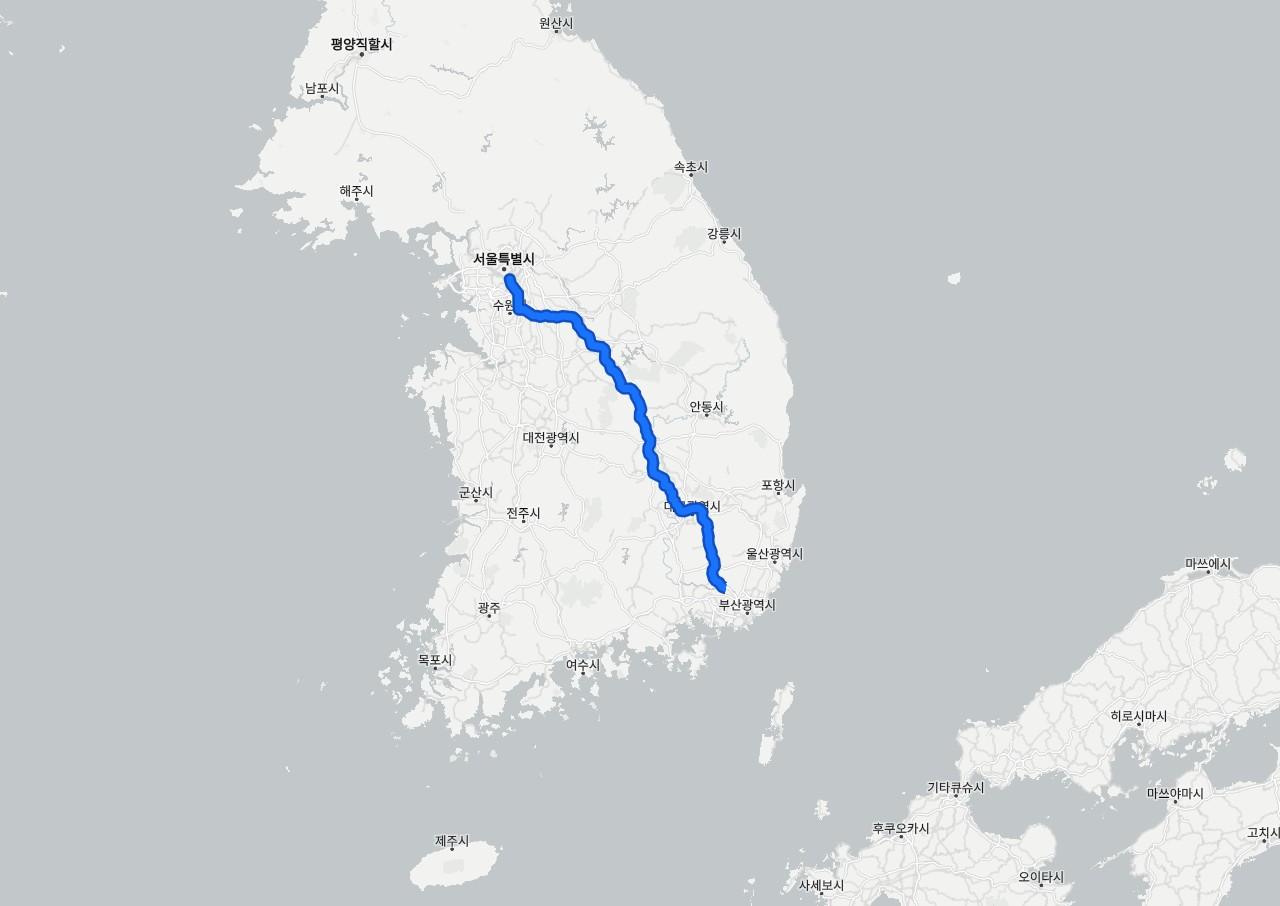 원산시
평양직할시
남포시
속초시
해주시
강릉시
서울특별시
수원
안동시
대전광역시
포항시
군산시
전주시
울산광역시
마쓰에시
부산광역시
광주
목포시
여수시
히로시마시
기타큐슈시
마쓰야마시
후쿠오카시
고치시
제주시
오이타시
사세보시